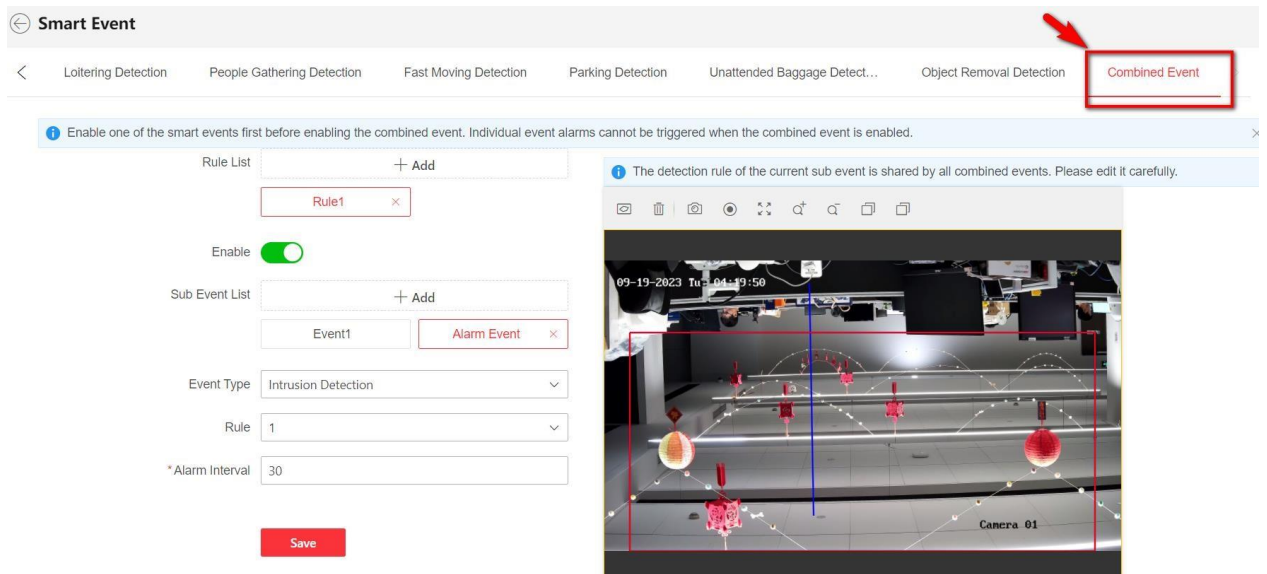 Smart Event
Loitering Detection People Gathering Detection Fast Moving Detection Parking Detection Unattended Baggage Detect... Object Removal Detection Combined Event
Enable one of the smart events first before enabling the combined event. Individual event alarms cannot be triggered when the combined event is enabled.
Rule List + Add
The detection rule of the current sub event is shared by all combined events. Please edit it carefully.
Rule1 ×
Enable
09-19-2023 Tue 04:19:50
Sub Event List + Add
Event1 Alarm Event ×
Event Type Intrusion Detection
Rule 1
*Alarm Interval 30
Camera 01
Save